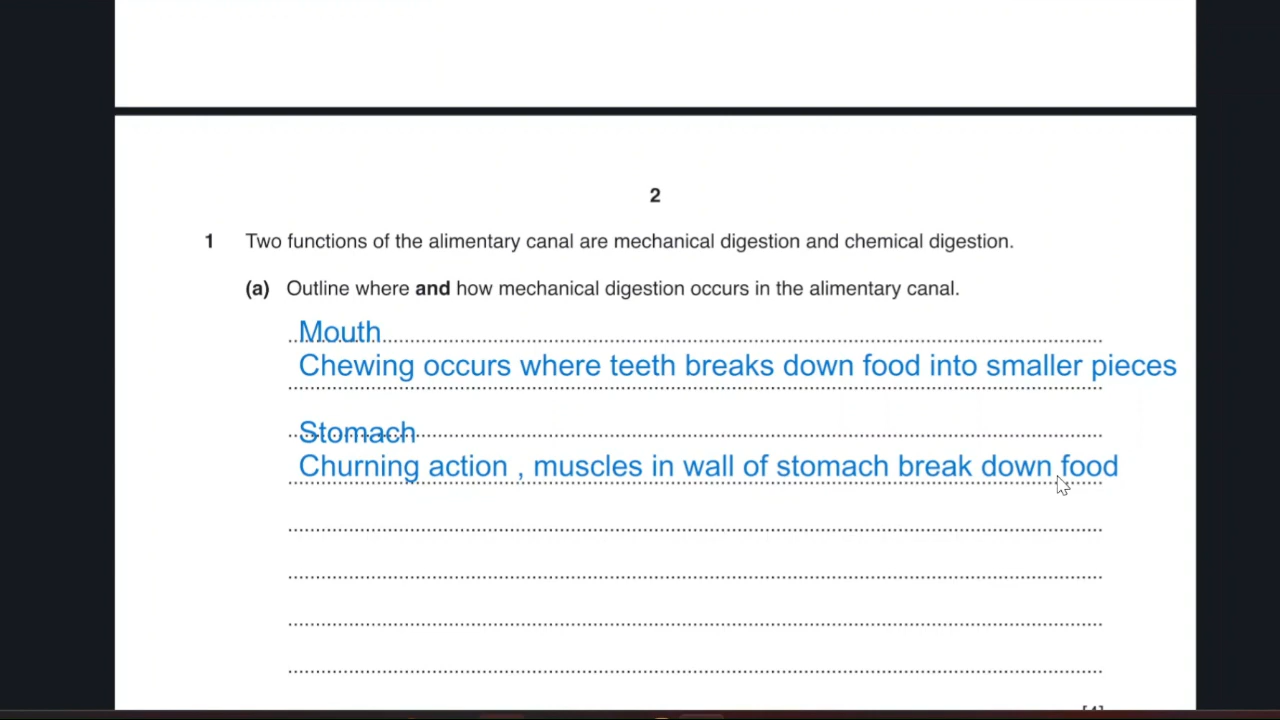 2
1 Two functions of the alimentary canal are mechanical digestion and chemical digestion.
(a) Outline where and how mechanical digestion occurs in the alimentary canal.
Mouth
Chewing occurs where teeth breaks down food into smaller pieces
Stomach
Churning action , muscles in wall of stomach break down food